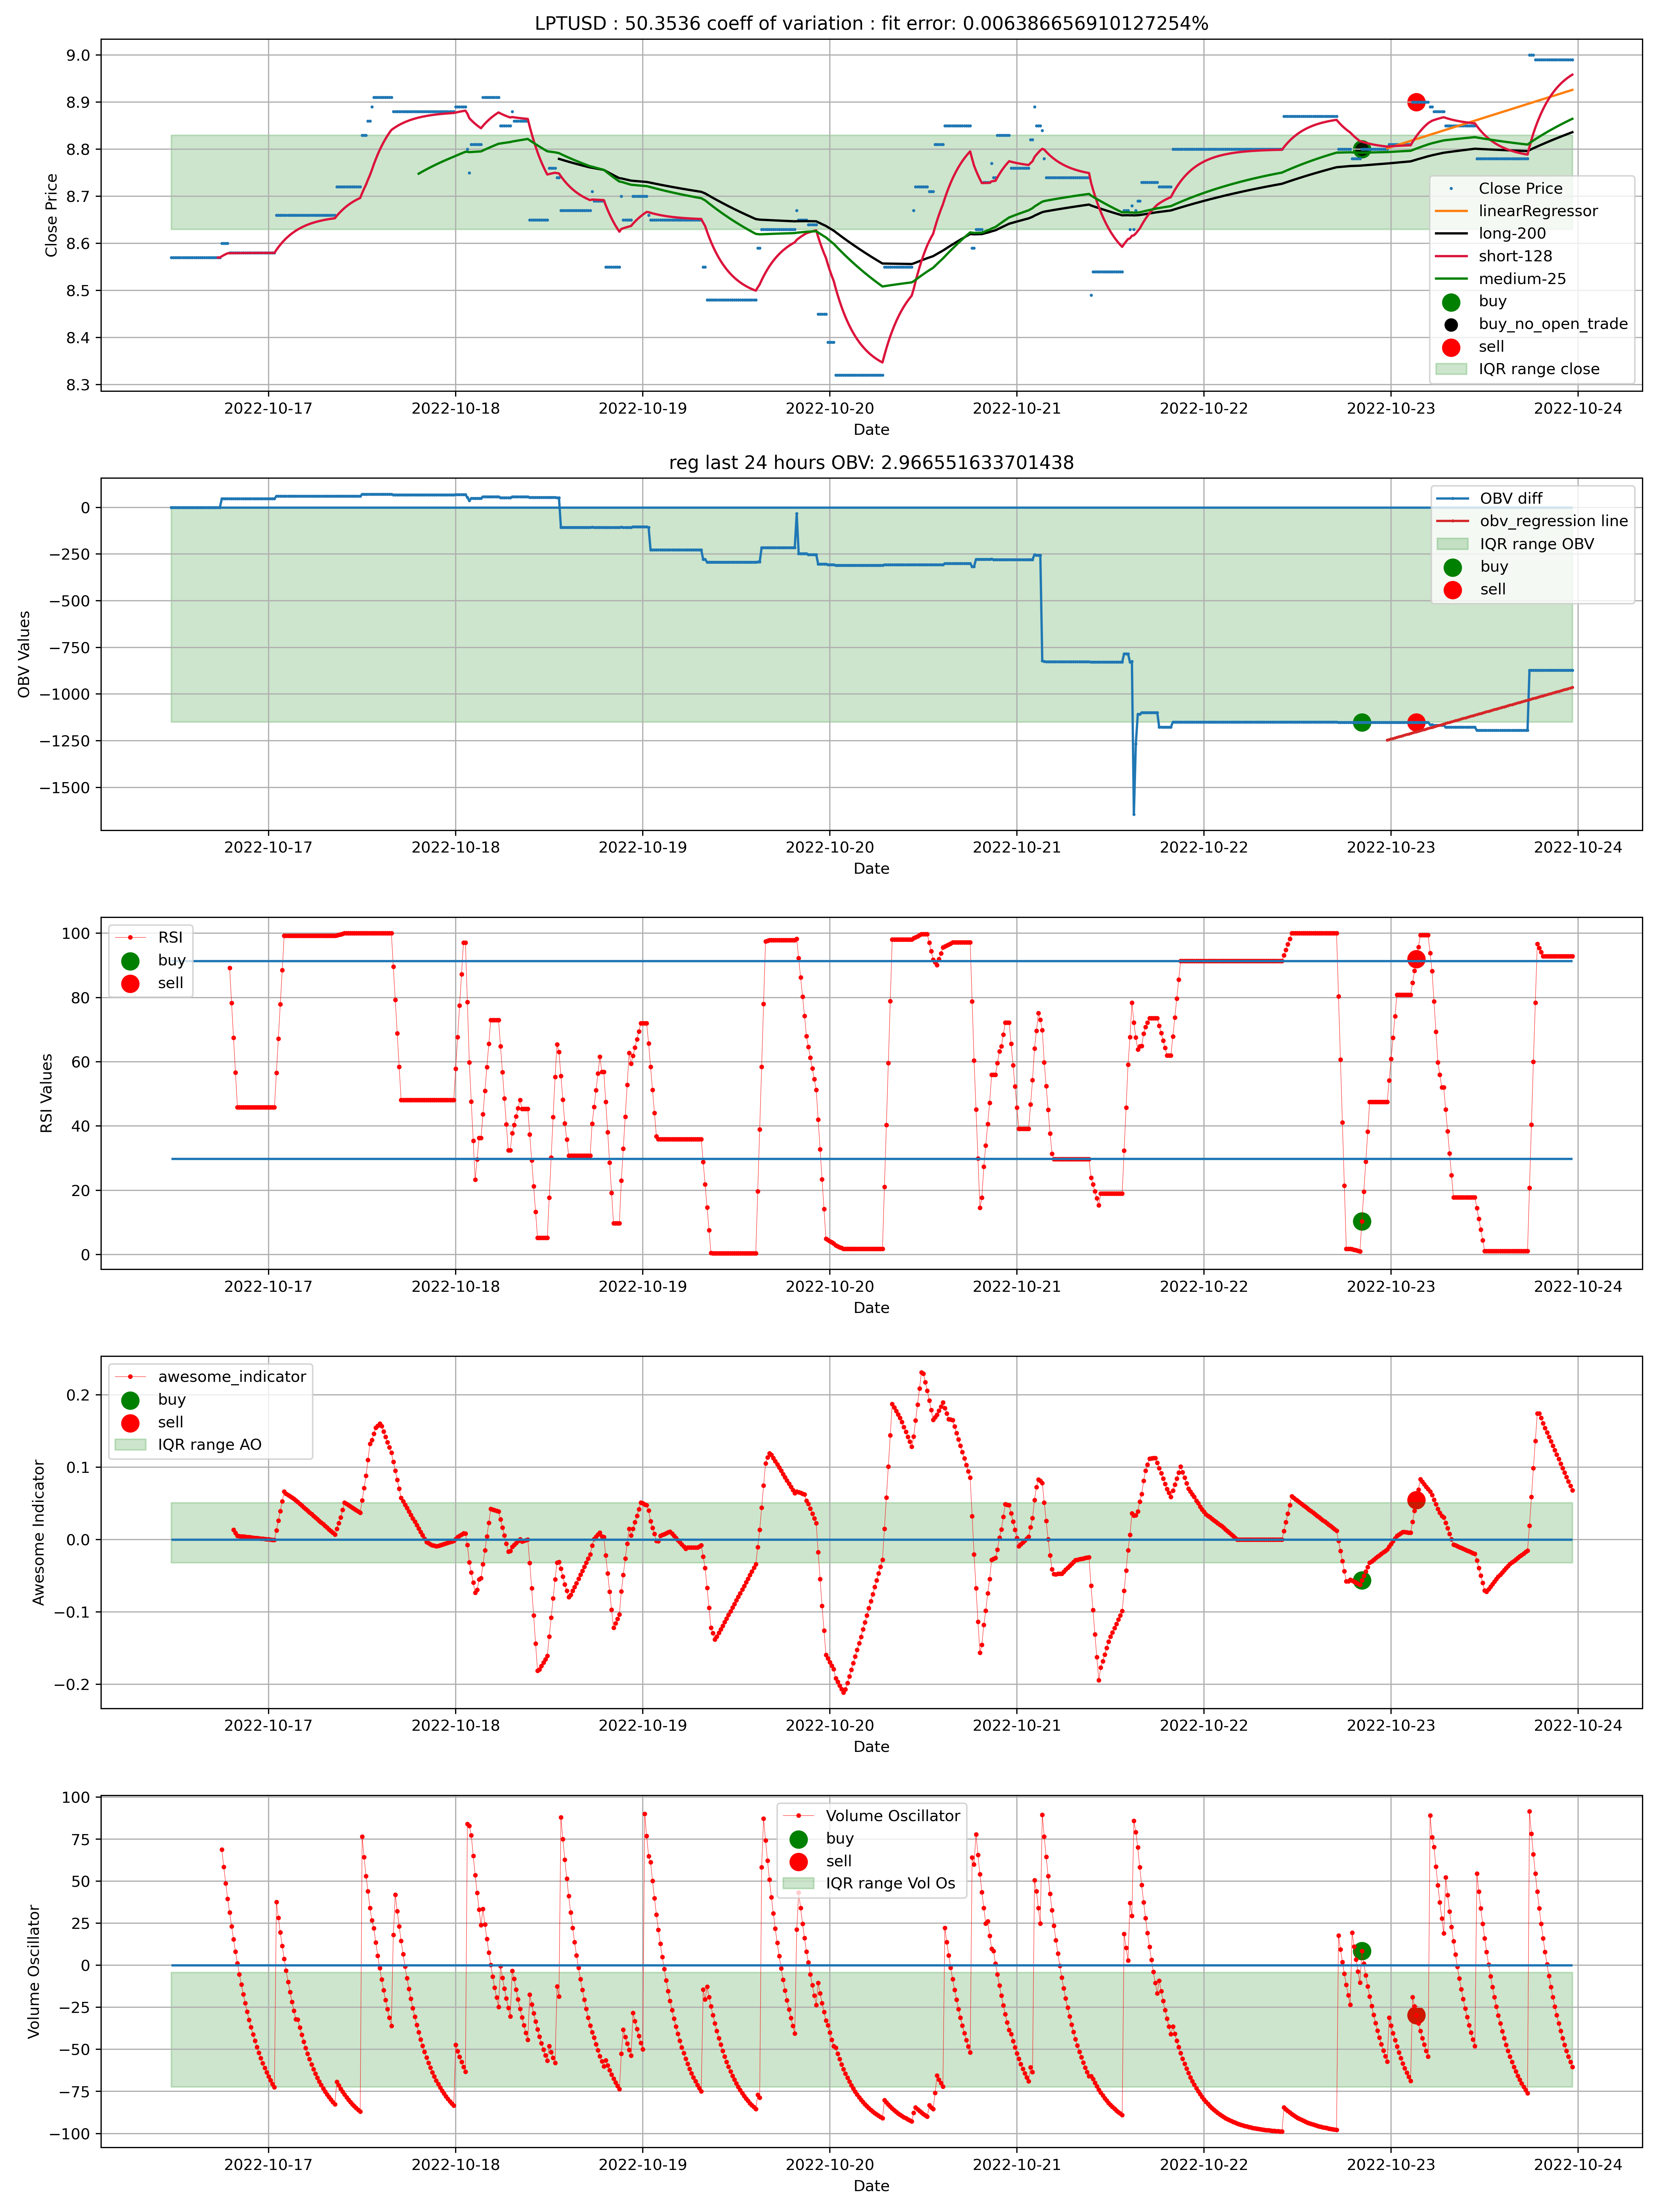 LPTUSD : 50.3536 coeff of variation : fit error: 0.006386656910127254%
Close Price
9.0
8.9
8.8
8.7
8.6
8.5
8.4
8.3
Close Price
linearRegressor
long-200
short-128
medium-25
buy
buy_no_open_trade
sell
IQR range close
2022-10-17 2022-10-18 2022-10-19 2022-10-20 2022-10-21 2022-10-22 2022-10-23 2022-10-24
Date
reg last 24 hours OBV: 2.966551633701438
OBV Values
0
−250
−500
−750
−1000
−1250
−1500
OBV diff
obv_regression line
IQR range OBV
buy
sell
2022-10-17 2022-10-18 2022-10-19 2022-10-20 2022-10-21 2022-10-22 2022-10-23 2022-10-24
Date
RSI Values
100
80
60
40
20
0
RSI
buy
sell
2022-10-17 2022-10-18 2022-10-19 2022-10-20 2022-10-21 2022-10-22 2022-10-23 2022-10-24
Date
Awesome Indicator
0.2
0.1
0.0
−0.1
−0.2
awesome_indicator
buy
sell
IQR range AO
2022-10-17 2022-10-18 2022-10-19 2022-10-20 2022-10-21 2022-10-22 2022-10-23 2022-10-24
Date
Volume Oscillator
100
75
50
25
0
−25
−50
−75
−100
Volume Oscillator
buy
sell
IQR range Vol Os
2022-10-17 2022-10-18 2022-10-19 2022-10-20 2022-10-21 2022-10-22 2022-10-23 2022-10-24
Date